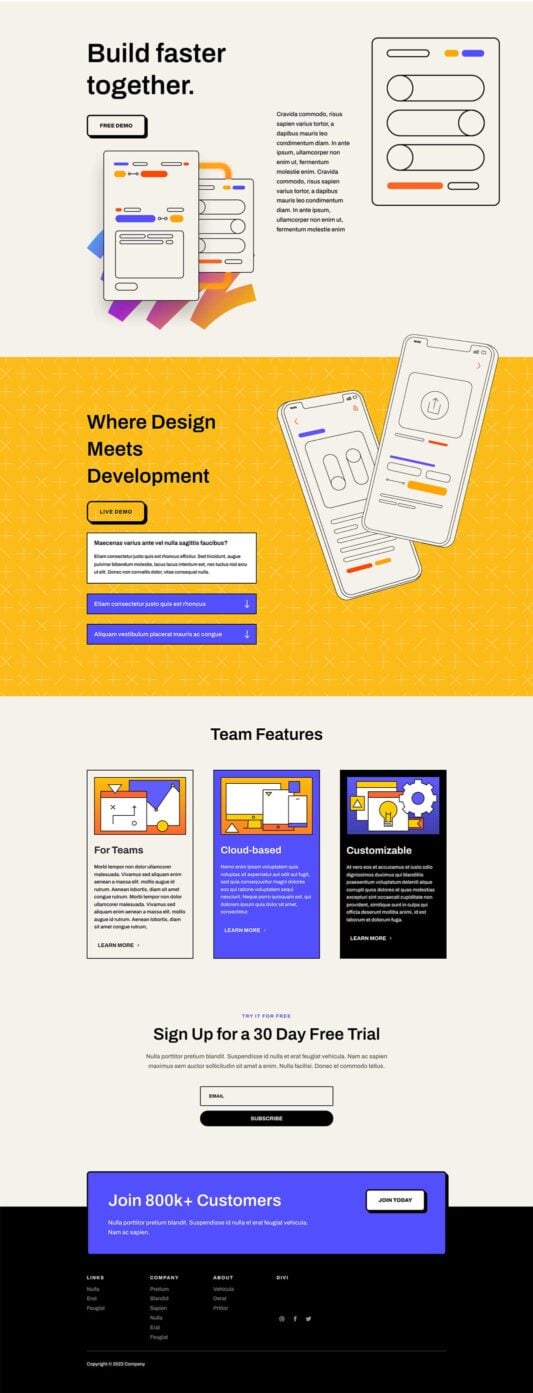 Build faster
together.
FREE DEMO
Cravida commodo, risus
sapien varius tortor, a
dapibus mauris leo
condimentum diam. In ante
ipsum, ullamcorper non
enim ut, fermentum
molestie enim. Cravida
commodo, risus sapien
varius tortor, a dapibus
mauris leo condimentum
diam. In ante ipsum,
ullamcorper non enim ut,
fermentum molestie enim
Where Design
Meets
Development
LIVE DEMO
Maecenas varius ante vel nulla sagittis faucibus?
Etiam consectetur justo quis est rhoncus efficitur. Sed tincidunt, augue
pulvinar bibendum molestie, lacus lacus interdum est, nec luctus nisl arcu
ut elit. Donec non convallis dolor, vitae consequat nulla.
Etiam consectetur justo quis est rhoncus
Aliquam vestibulum placerat mauris ac congue
Team Features
For Teams
Morbi tempor non dolor ullamcorer
malesuada. Vivamus sed aliquam enim
aenean a massa elit. mollis augue id
rutrum. Aenean lobortis, diam sit amet
congue rutrum. Morbi tempor non
dolor ullamcorer malesuada. Vivamus sed
aliquam enim aenean a massa elit. mollis
augue id rutrum. Aenean lobortis, diam
sit amet congue rutrum.
LEARN MORE
Cloud-based
Nemo enim ipsam voluptatem quia
voluptas sit aspernatur aut odit aut fugit,
sed quia consequuntur magni dolores
eos qui ratione voluptatem sequi
nesciunt. Neque porro quisquam est, qui
dolorem ipsum quia dolor sit amet,
consectetur.
LEARN MORE
Customizable
At vero eos et accusamus et iusto odio
dignissimos ducimus qui blanditiis
praesentium voluptatum deleniti atque
corrupti quos dolores et quas molestias
excepturi sint occaecati cupiditate non
provident, similique sunt in culpa qui
officia deserunt mollitia animi, id est
laborum et dolorum fuga.
LEARN MORE
TRY IT FOR FREE
Sign Up for a 30 Day Free Trial
Nulla porttitor pretium blandit. Suspendisse id nulla et erat feugiat vehicula. Nam ac sapien
maximus sem auctor sollicitudin sit amet a enim. Nulla facilisi. Donec et commodo tellus.
EMAIL
SUBSCRIBE
Join 800k+ Customers
JOIN TODAY
Nulla porttitor pretium blandit. Suspendisse id nulla et erat feugiat vehicula.
Nam ac sapien.
LINKS
Nulla
Erat
Feugiat
COMPANY
Pretium
Blandid
Sapien
Nulla
Erat
Feugiat
ABOUT
Vehicula
Derat
Prtitor
DIVI
Copyright © 2023 Company